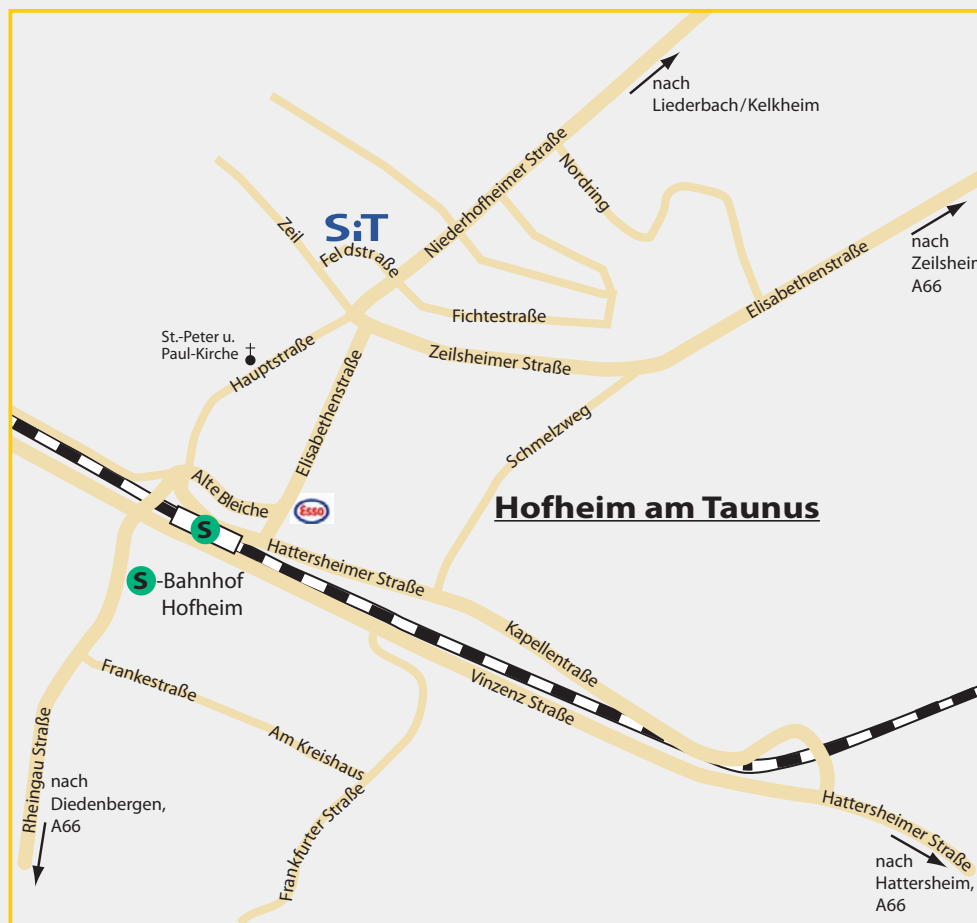 nach
Liederbach/Kelkheim
Niederhofheimer Straße
Nordring
Zeil
SiT
Feldstraße
nach
Zeilsheim
A66
Elisabethenstraße
Fichtestraße
St.-Peter u.
Paul-Kirche
Hauptstraße
Zeilsheimer Straße
Elisabethenstraße
Schmelzweg
Alte Bleiche
Esso
Hofheim am Taunus
S
Hattersheimer Straße
S-Bahnhof
Hofheim
Kapellentraße
Vinzenz Straße
Frankestraße
Am Kreishaus
Rheingau Straße
nach
Diedenbergen,
A66
Frankfurter Straße
Hattersheimer Straße
nach
Hattersheim,
A66